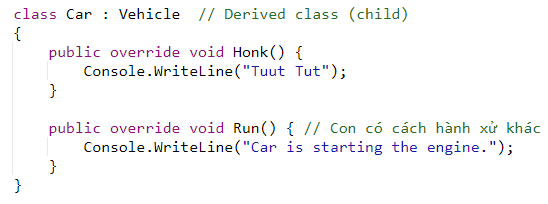 class Car : Vehicle  // Derived class (child)
{
    public override void Honk() {
        Console.WriteLine("Tuut Tut");
    }

    public override void Run() { // Con có cách hành xử khác
        Console.WriteLine("Car is starting the engine.");
    }
}